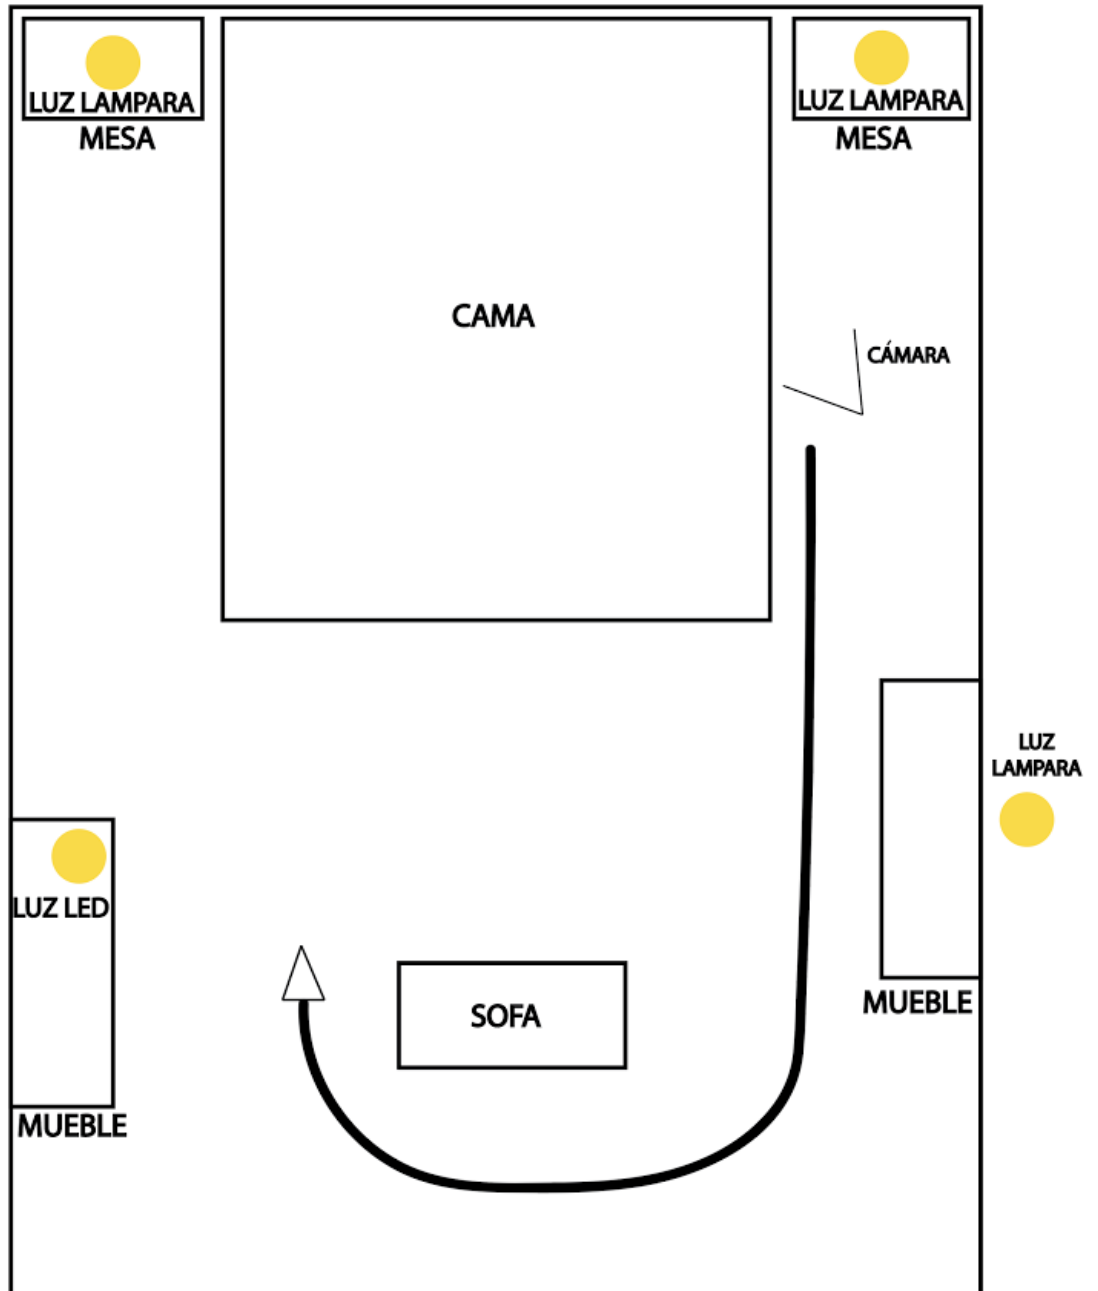 LUZ LAMPARA
MESA
LUZ LAMPARA
MESA
CAMA
CÁMARA
LUZ
LAMPARA
LUZ LED
MUEBLE
SOFA
MUEBLE